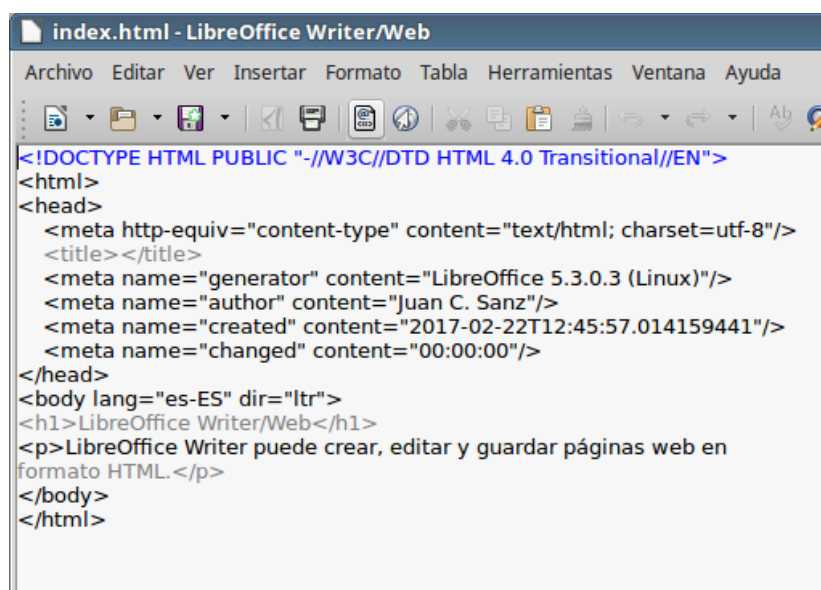 index.html - LibreOffice Writer/Web
Archivo Editar Ver Insertar Formato Tabla Herramientas Ventana Ayuda
Ab
<!DOCTYPE HTML PUBLIC "-//W3C//DTD HTML 4.0 Transitional//EN">
<html>
<head>
<meta http-equiv="content-type" content="text/html; charset=utf-8"/>
<title></title>
<meta name="generator" content="LibreOffice 5.3.0.3 (Linux)"/>
<meta name="author" content="Juan C. Sanz"/>
<meta name="created" content="2017-02-22T12:45:57.014159441"/>
<meta name="changed" content="00:00:00"/>
</head>
<body lang="es-ES" dir="ltr">
<h1>LibreOffice Writer/Web</h1>
<p>LibreOffice Writer puede crear, editar y guardar páginas web en
formato HTML.</p>
</body>
</html>